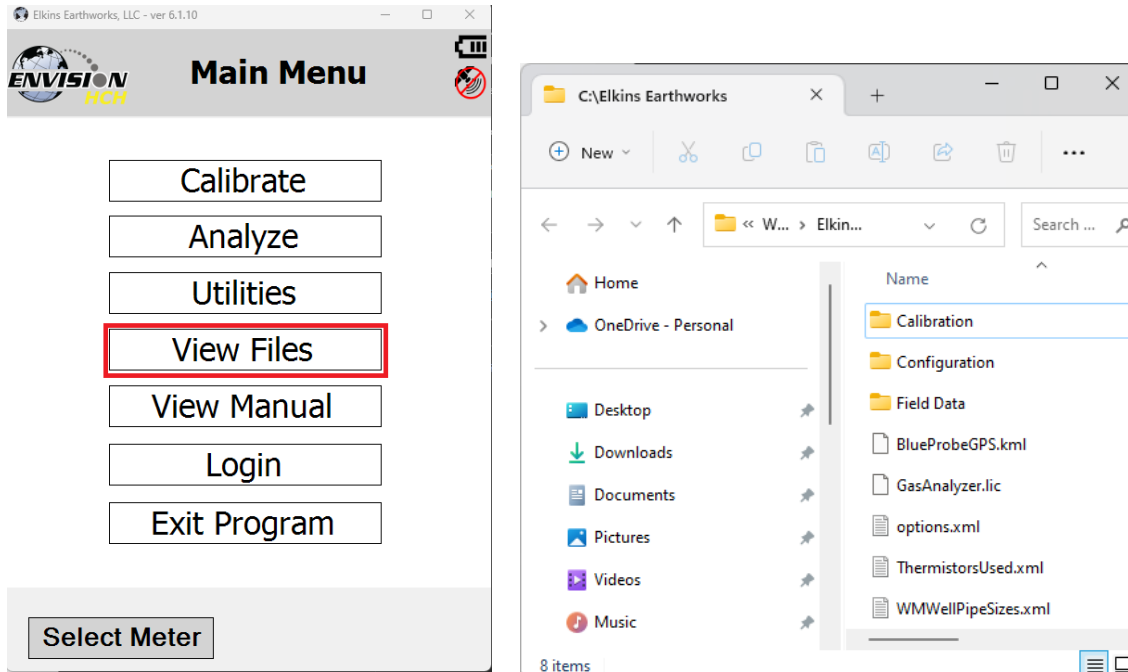 Elkins Earthworks, LLC - ver 6.1.10
ENVISION
HCH
Main Menu
Calibrate
Analyze
Utilities
View Files
View Manual
Login
Exit Program
Select Meter
C:\Elkins Earthworks
New
« W... › Elkin...
Search ...
Home
OneDrive - Personal
Desktop
Downloads
Documents
Pictures
Videos
Music
Name
Calibration
Configuration
Field Data
BlueProbeGPS.kml
GasAnalyzer.lic
options.xml
ThermistorsUsed.xml
WMWellPipeSizes.xml
8 items